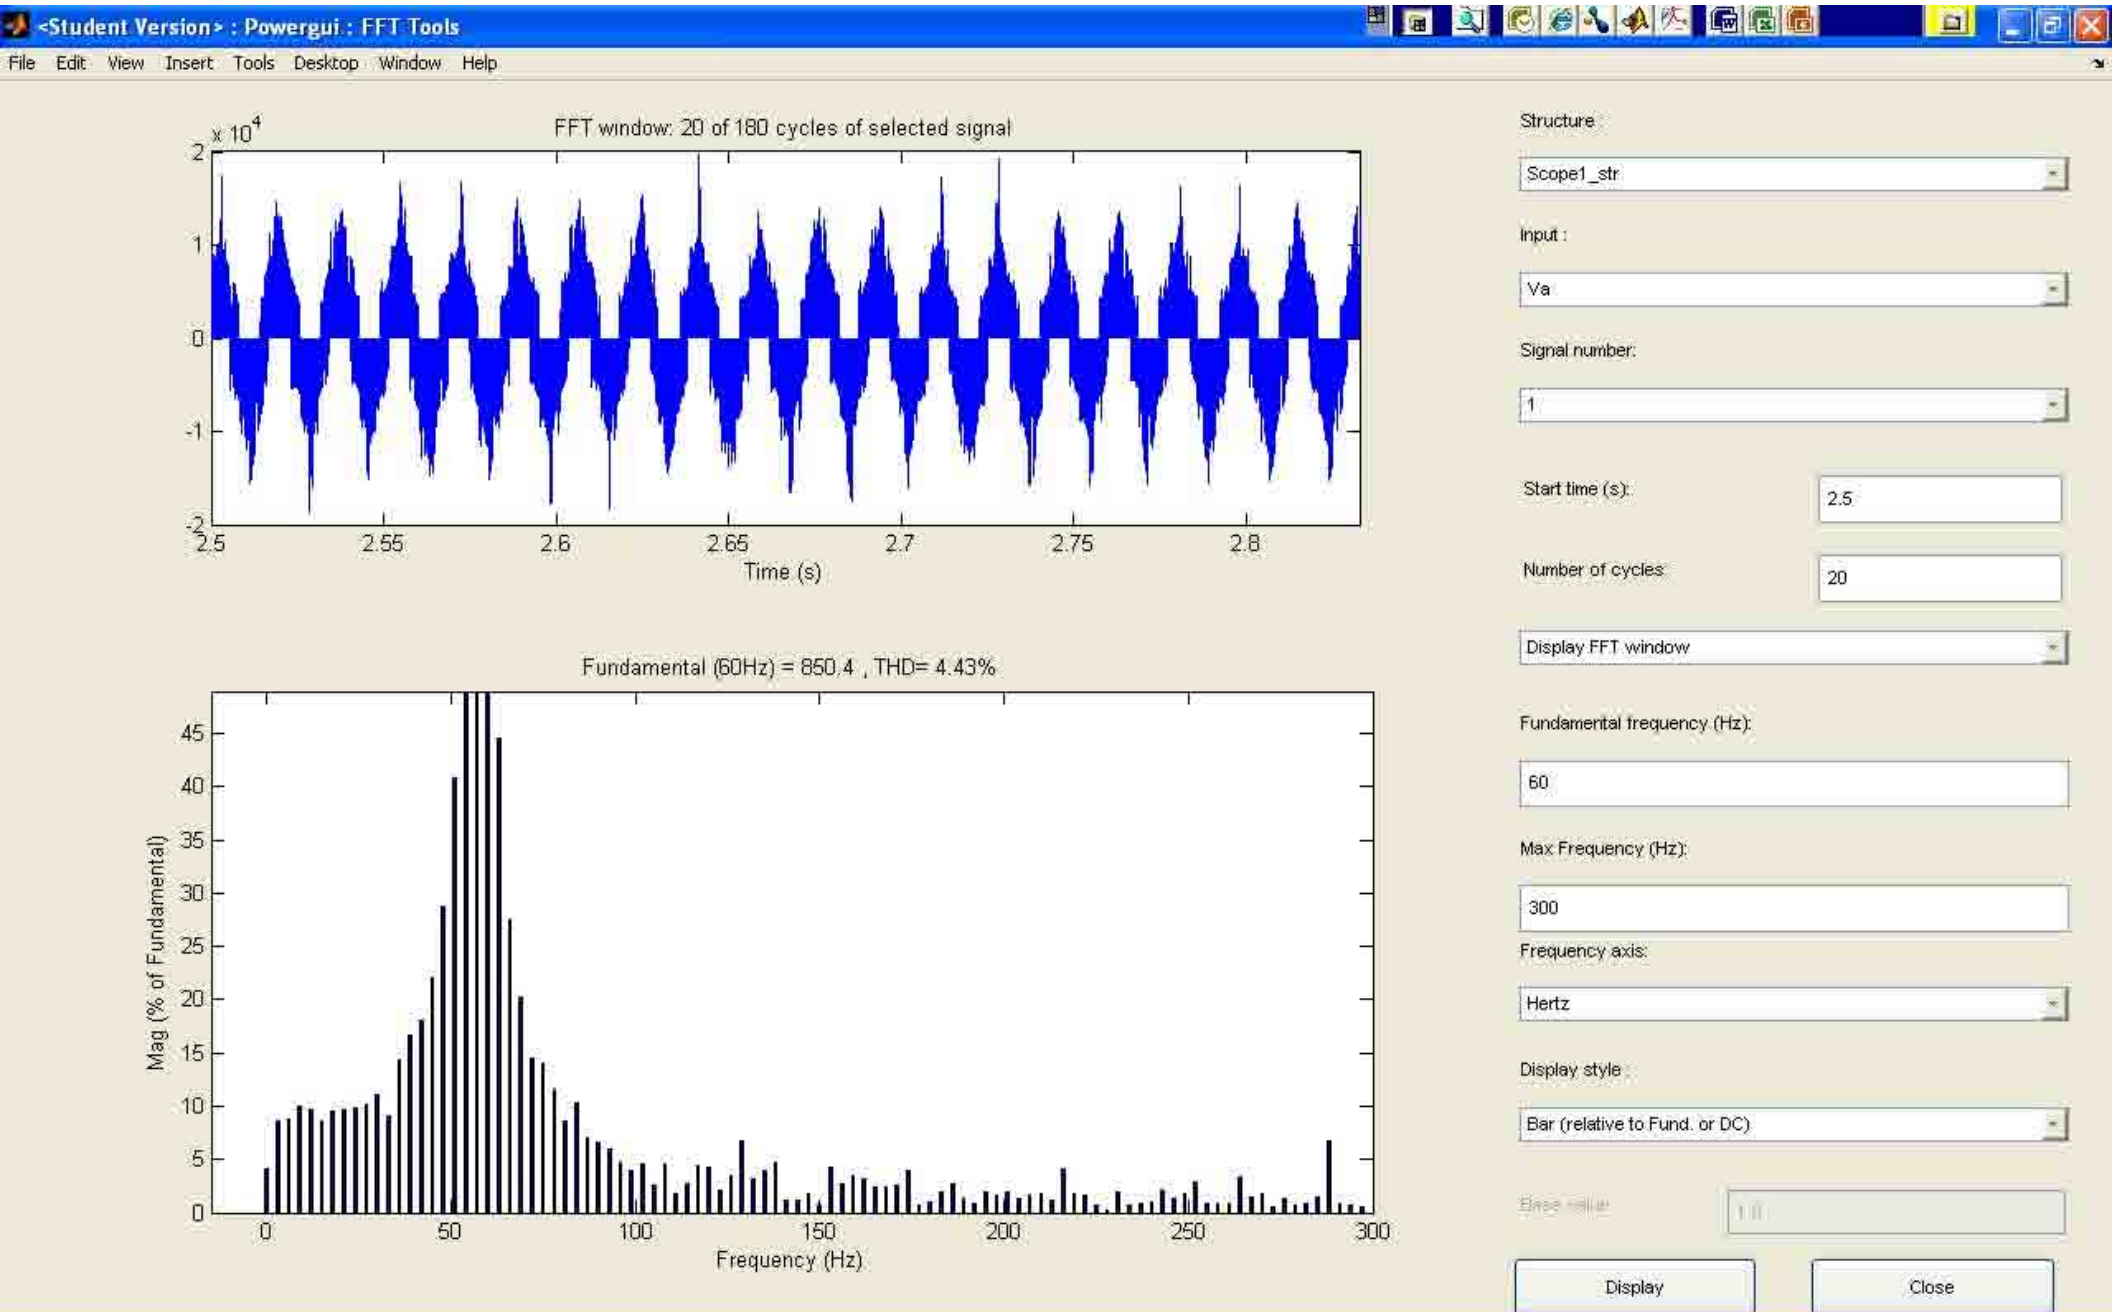 <Student Version> : Powergui : FFT Tools
File Edit View Insert Tools Desktop Window Help
x 10^4
FFT window: 20 of 180 cycles of selected signal
2
1
0
-1
-2
2.5 2.55 2.6 2.65 2.7 2.75 2.8
Time (s)
Fundamental (60Hz) = 850.4 , THD= 4.43%
Mag (% of Fundamental)
45
40
35
30
25
20
15
10
5
0
0 50 100 150 200 250 300
Frequency (Hz)
Structure :
Scope1_str
Input :
Va
Signal number:
1
Start time (s):
2.5
Number of cycles:
20
Display FFT window
Fundamental frequency (Hz):
60
Max Frequency (Hz):
300
Frequency axis:
Hertz
Display style :
Bar (relative to Fund. or DC)
Base value:
1.0
Display
Close